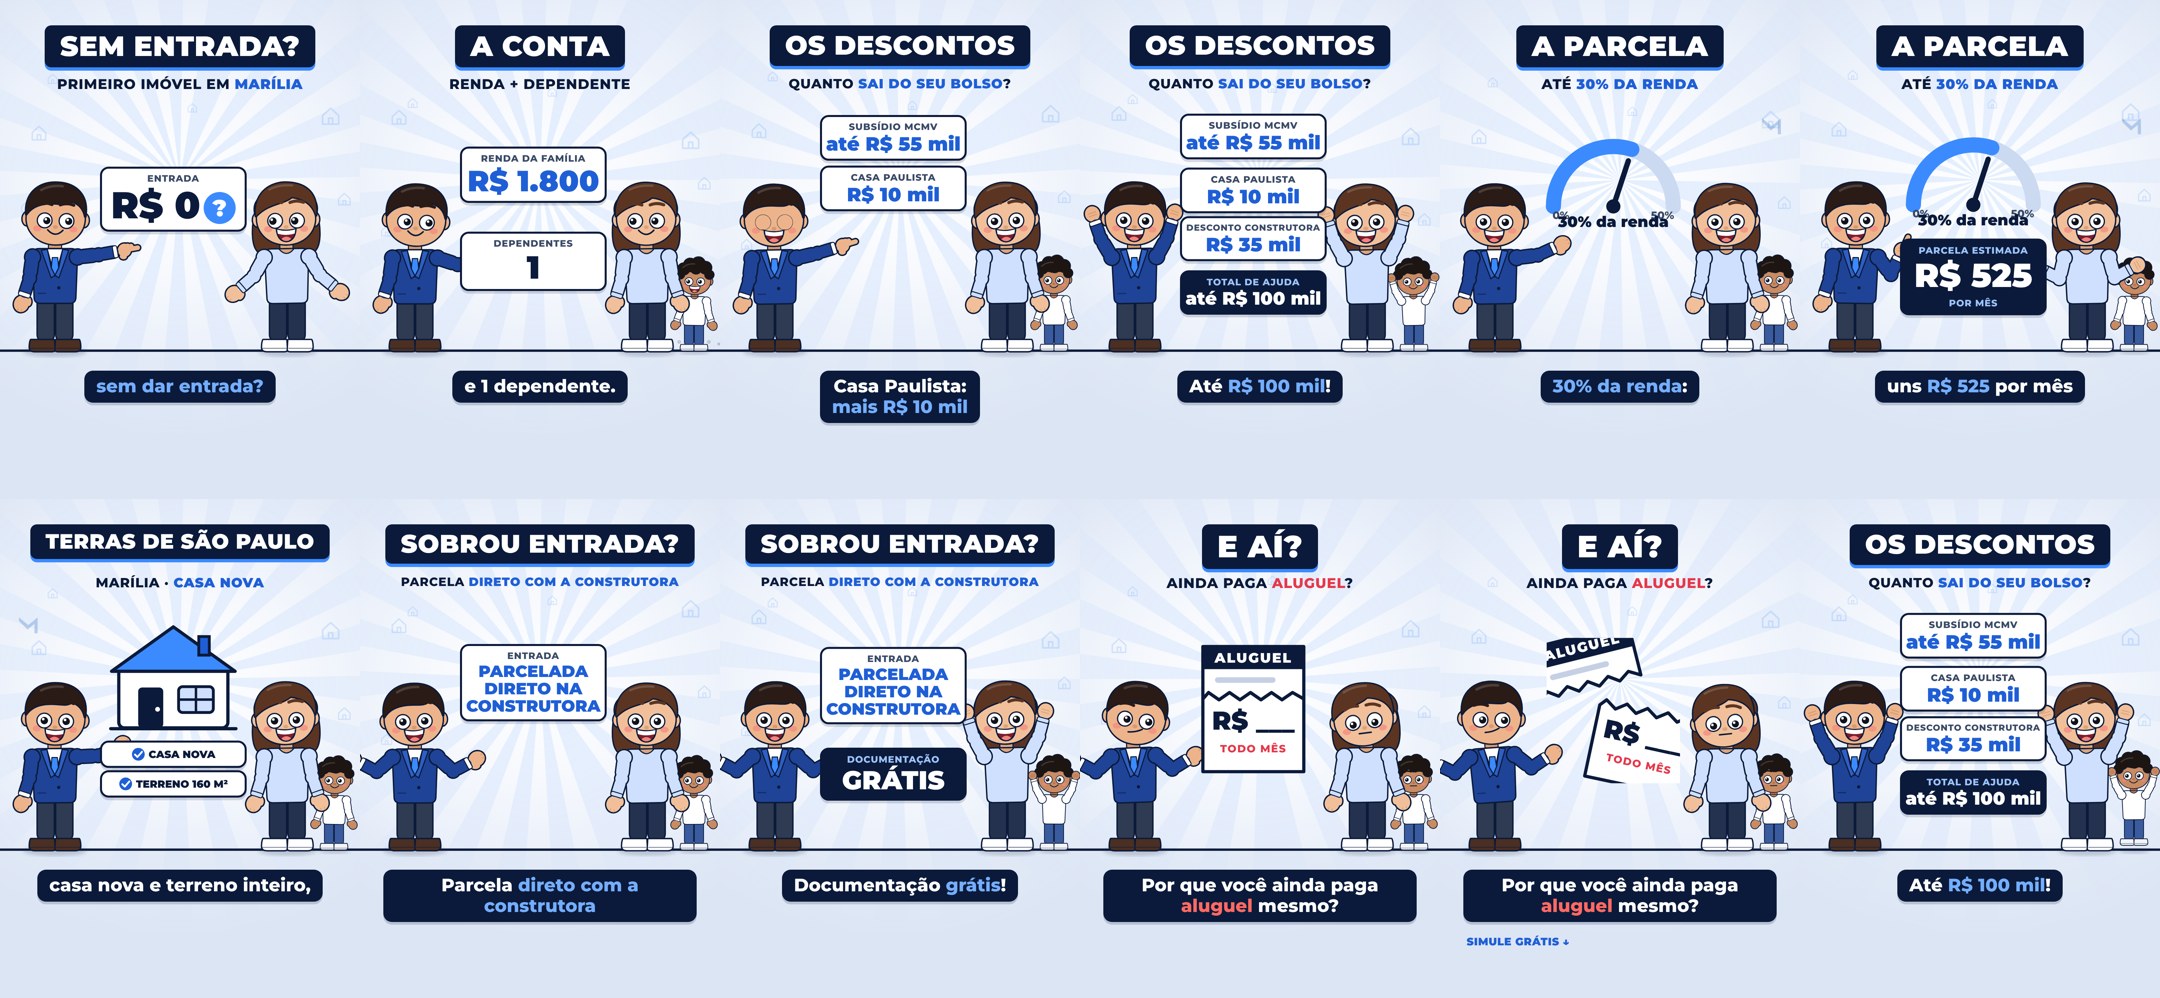 SEM ENTRADA?
PRIMEIRO IMÓVEL EM MARÍLIA
ENTRADA
R$ 0 ?
sem dar entrada?
A CONTA
RENDA + DEPENDENTE
RENDA DA FAMÍLIA
R$ 1.800
DEPENDENTES
1
e 1 dependente.
OS DESCONTOS
QUANTO SAI DO SEU BOLSO?
SUBSÍDIO MCMV
até R$ 55 mil
CASA PAULISTA
R$ 10 mil
Casa Paulista:
mais R$ 10 mil
OS DESCONTOS
QUANTO SAI DO SEU BOLSO?
SUBSÍDIO MCMV
até R$ 55 mil
CASA PAULISTA
R$ 10 mil
DESCONTO CONSTRUTORA
R$ 35 mil
TOTAL DE AJUDA
até R$ 100 mil
Até R$ 100 mil!
A PARCELA
ATÉ 30% DA RENDA
0%
50%
30% da renda
30% da renda:
A PARCELA
ATÉ 30% DA RENDA
0%
50%
30% da renda
PARCELA ESTIMADA
R$ 525
POR MÊS
uns R$ 525 por mês
TERRAS DE SÃO PAULO
MARÍLIA · CASA NOVA
CASA NOVA
TERRENO 160 M²
casa nova e terreno inteiro,
SOBROU ENTRADA?
PARCELA DIRETO COM A CONSTRUTORA
ENTRADA
PARCELADA
DIRETO NA
CONSTRUTORA
Parcela direto com a
construtora
SOBROU ENTRADA?
PARCELA DIRETO COM A CONSTRUTORA
ENTRADA
PARCELADA
DIRETO NA
CONSTRUTORA
DOCUMENTAÇÃO
GRÁTIS
Documentação grátis!
E AÍ?
AINDA PAGA ALUGUEL?
ALUGUEL
R$ ___
TODO MÊS
Por que você ainda paga
aluguel mesmo?
E AÍ?
AINDA PAGA ALUGUEL?
ALUGUEL
R$ __
TODO MÊS
Por que você ainda paga
aluguel mesmo?
SIMULE GRÁTIS ↓
OS DESCONTOS
QUANTO SAI DO SEU BOLSO?
SUBSÍDIO MCMV
até R$ 55 mil
CASA PAULISTA
R$ 10 mil
DESCONTO CONSTRUTORA
R$ 35 mil
TOTAL DE AJUDA
até R$ 100 mil
Até R$ 100 mil!